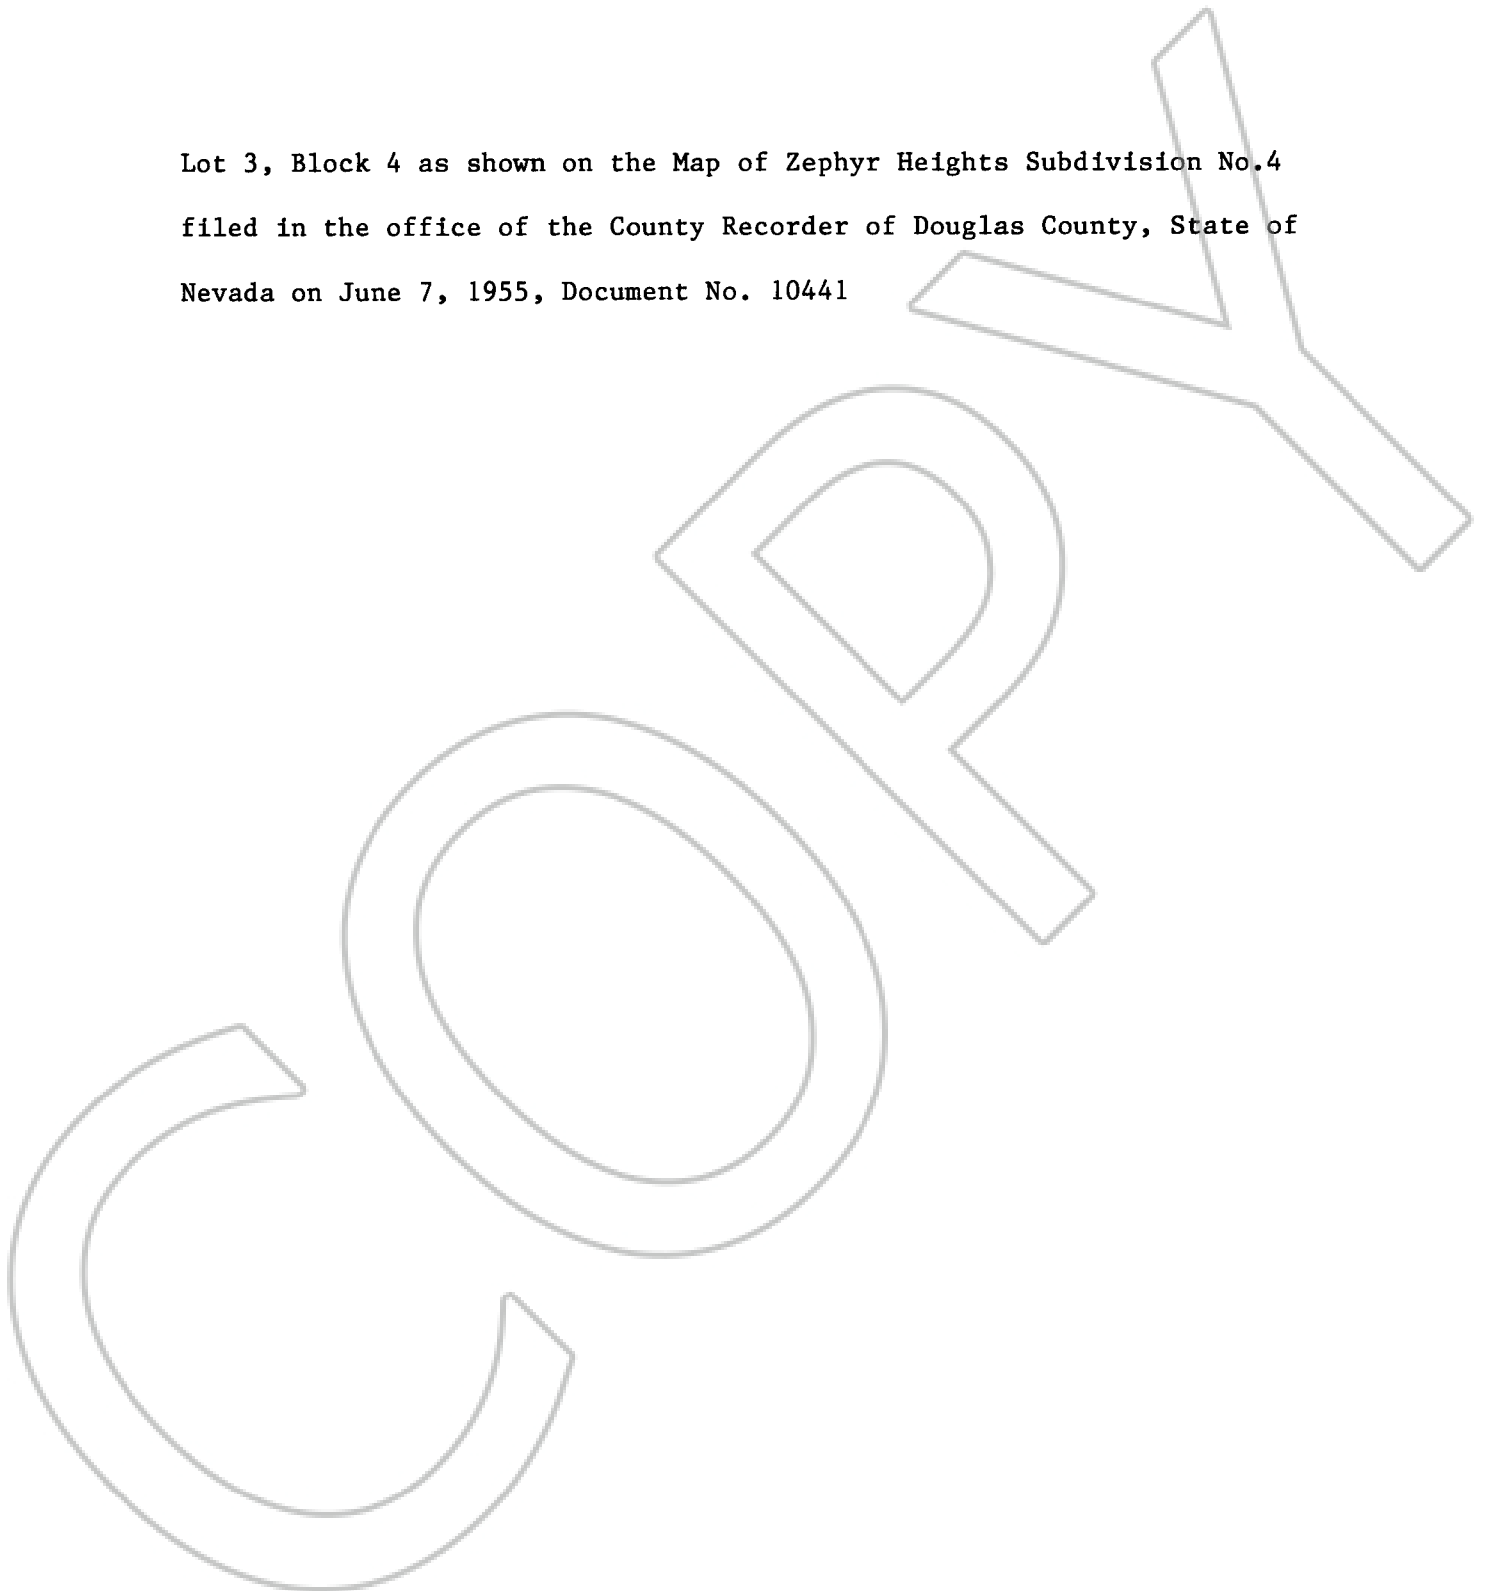 Lot 3, Block 4 as shown on the Map of Zephyr Heights Subdivision No.4
filed in the office of the County Recorder of Douglas County, State of
Nevada on June 7, 1955, Document No. 10441
COPY